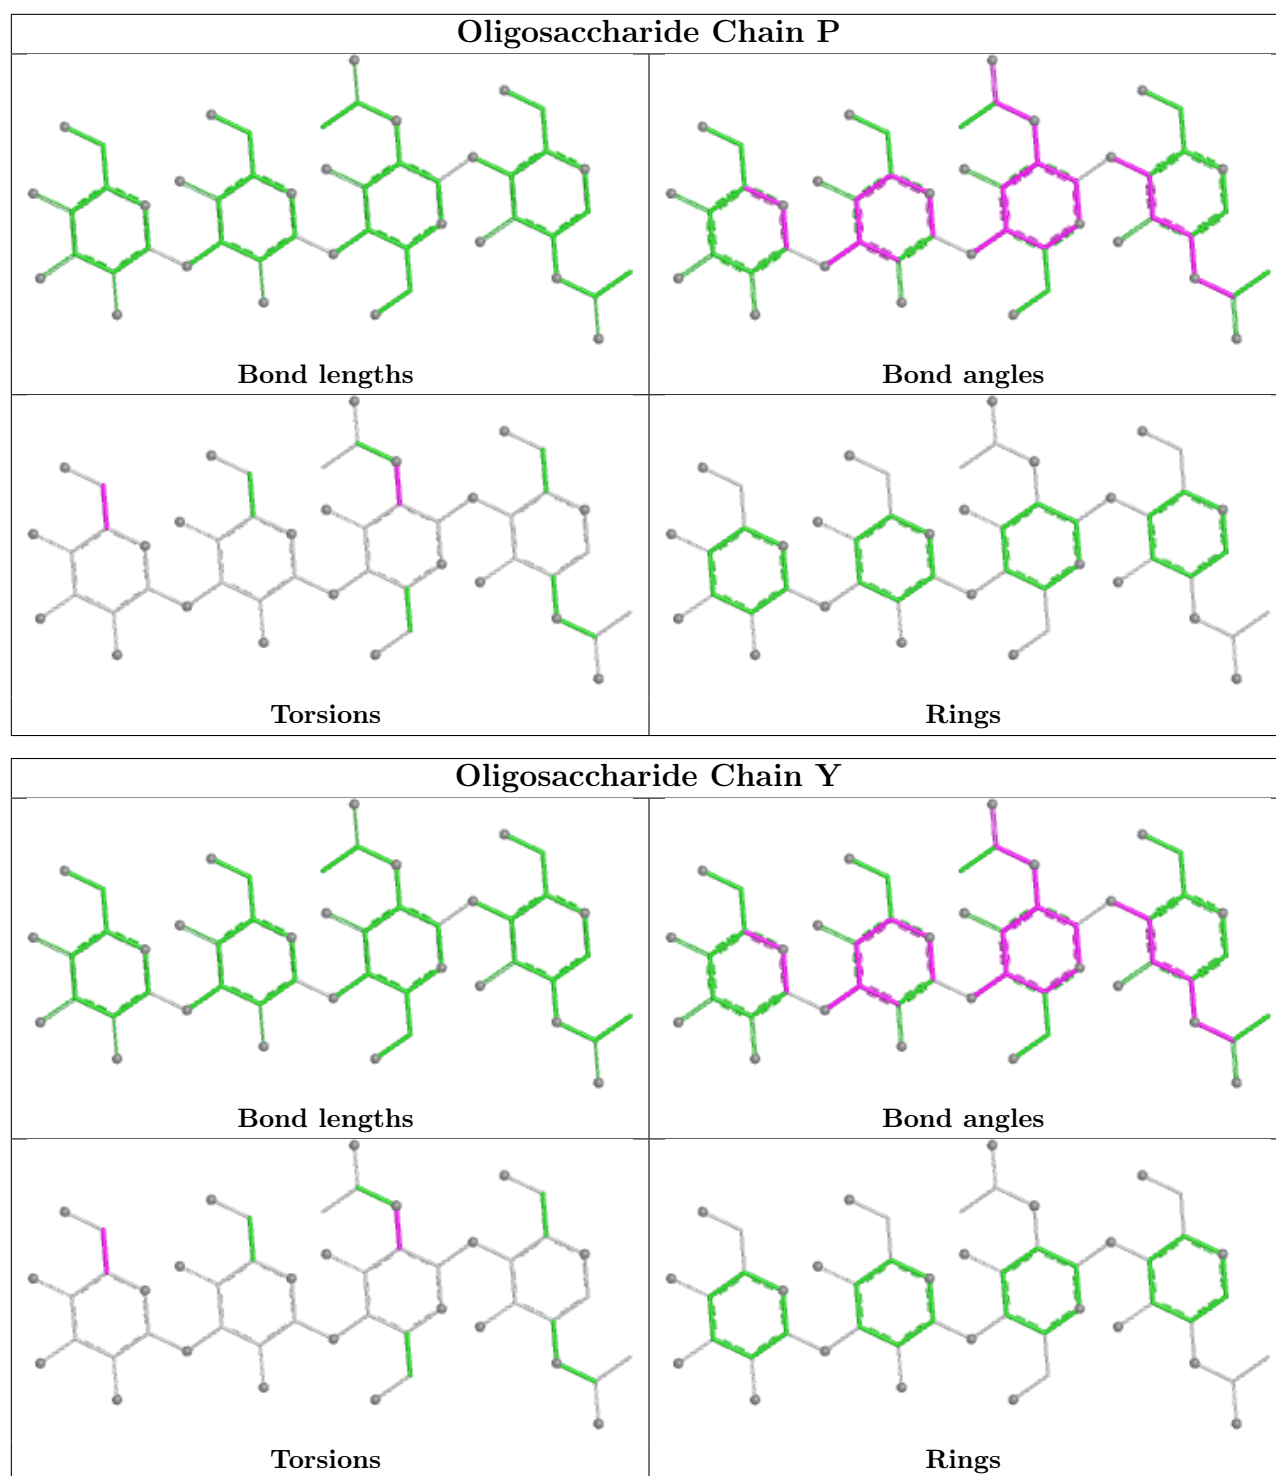 Oligosaccharide Chain P
Bond lengths
Bond angles
Torsions
Rings
Oligosaccharide Chain Y
Bond lengths
Bond angles
Torsions
Rings